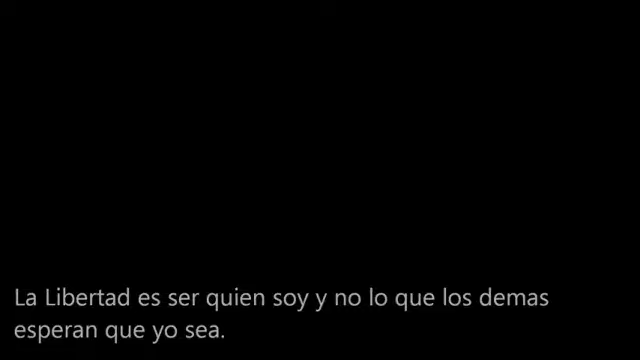 La Libertad es ser quien soy y no lo que los demas
esperan que yo sea.